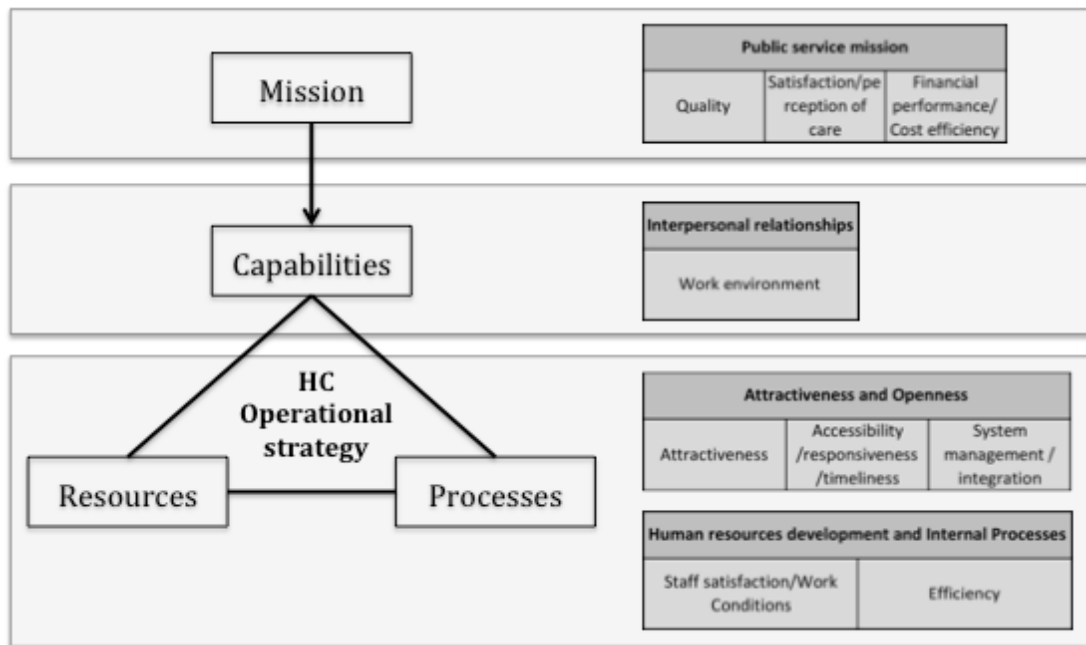 Mission
Public service mission
Quality
Satisfaction/pe
rception of
care
Financial
performance/
Cost efficiency
Capabilities
Interpersonal relationships
Work environment
HC
Operational
strategy
Resources
Processes
Attractiveness and Openness
Attractiveness
Accessibility
/responsiveness
/timeliness
System
management /
integration
Human resources development and Internal Processes
Staff satisfaction/Work
Conditions
Efficiency